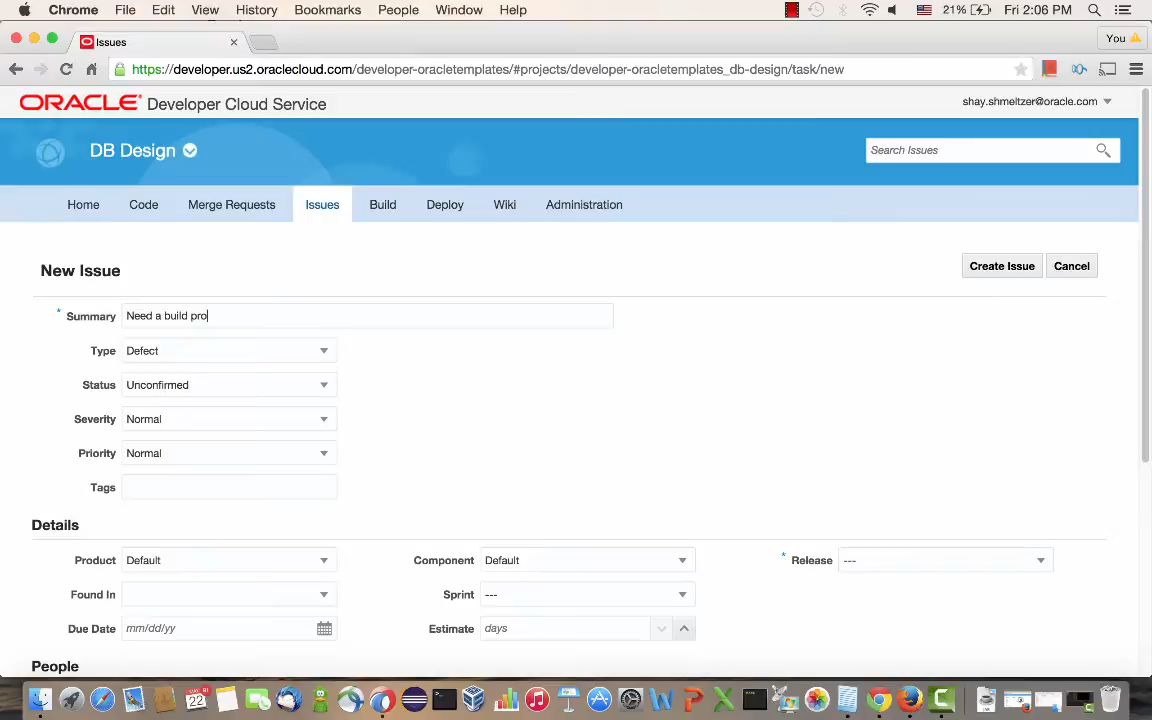 Chrome File Edit View History Bookmarks People Window Help 21% Fri 2:06 PM
Issues You
https://developer.us2.oraclecloud.com/developer-oracletemplates/#projects/developer-oracletemplates_db-design/task/new
ORACLE® Developer Cloud Service shay.shmeltzer@oracle.com
DB Design Search Issues
Home Code Merge Requests Issues Build Deploy Wiki Administration
New Issue Create Issue Cancel
* Summary Need a build pro
Type Defect
Status Unconfirmed
Severity Normal
Priority Normal
Tags
Details
Product Default Component Default * Release ---
Found In Sprint ---
Due Date mm/dd/yy Estimate days
People
22